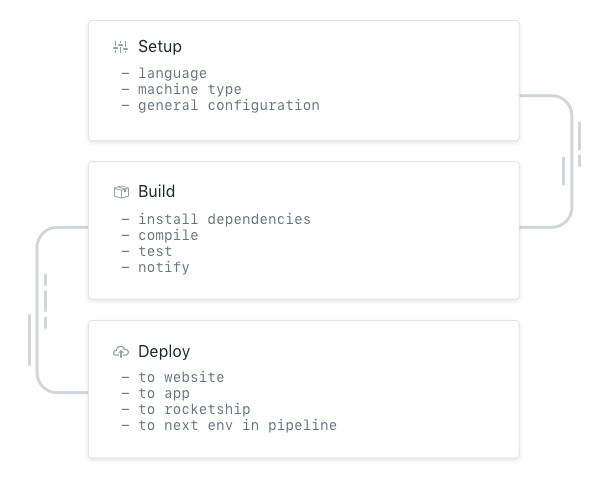 Setup
– language
– machine type
– general configuration
Build
– install dependencies
– compile
– test
– notify
Deploy
– to website
– to app
– to rocketship
– to next env in pipeline